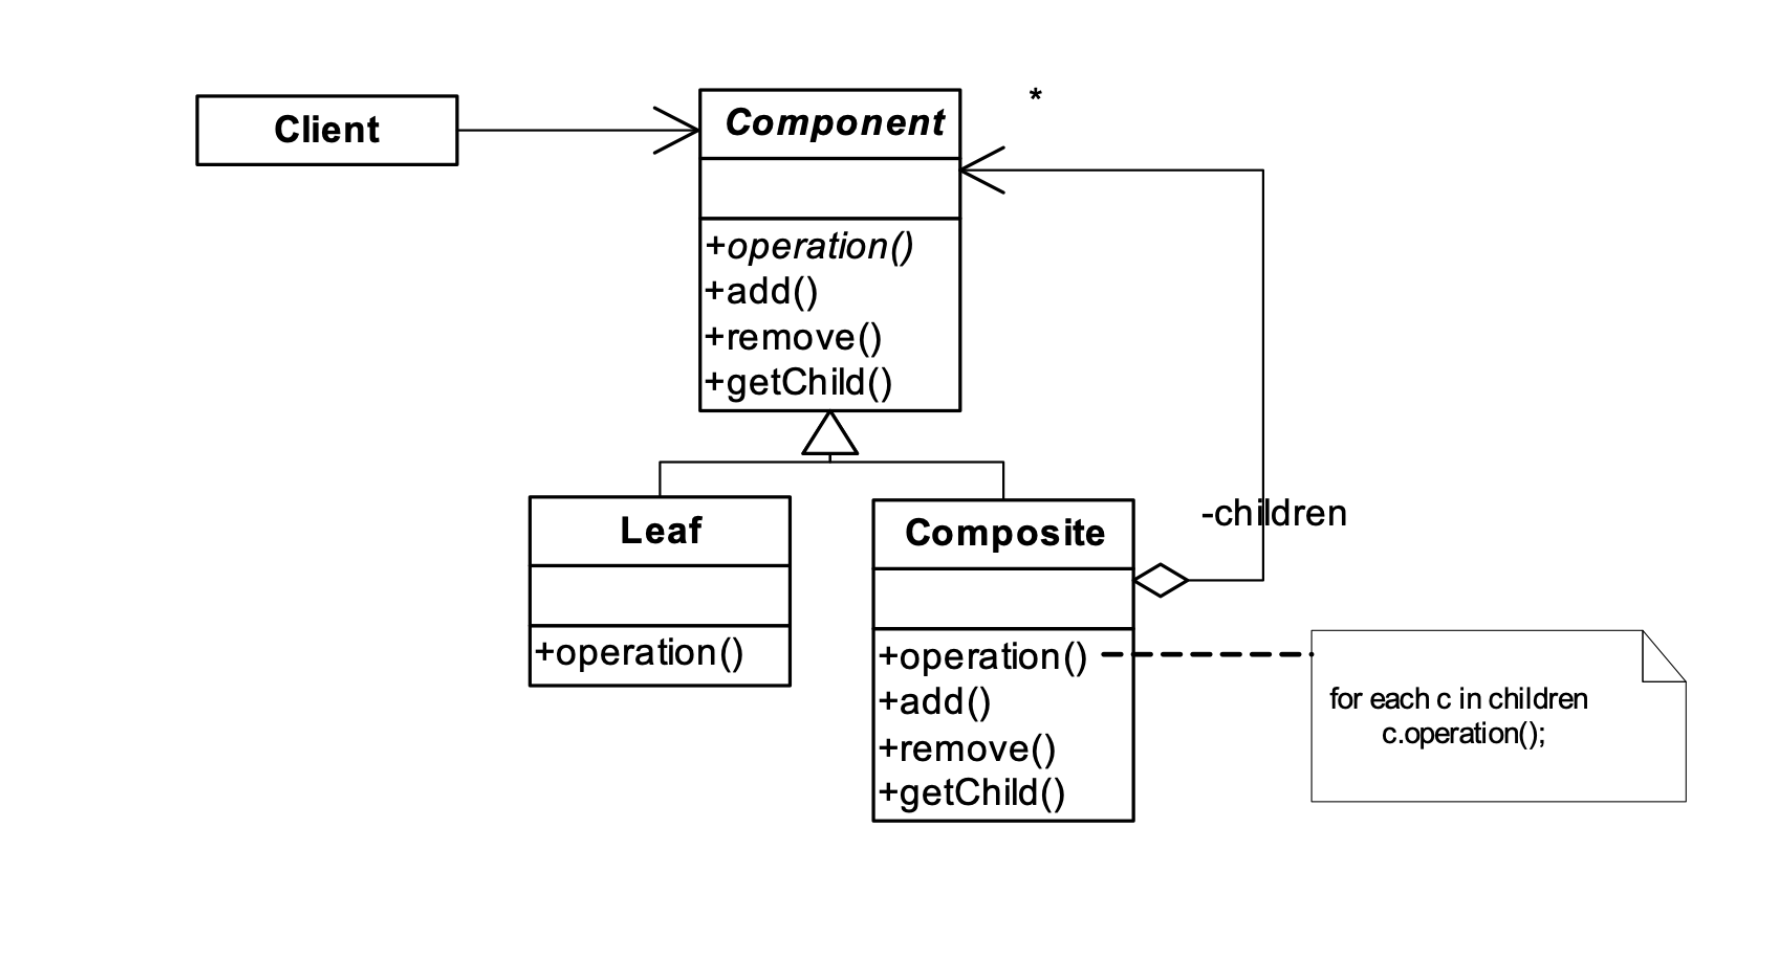 Client
Component
*
+operation()
+add()
+remove()
+getChild()
Leaf
+operation()
Composite
-children
+operation()
+add()
+remove()
+getChild()
for each c in children
c.operation();